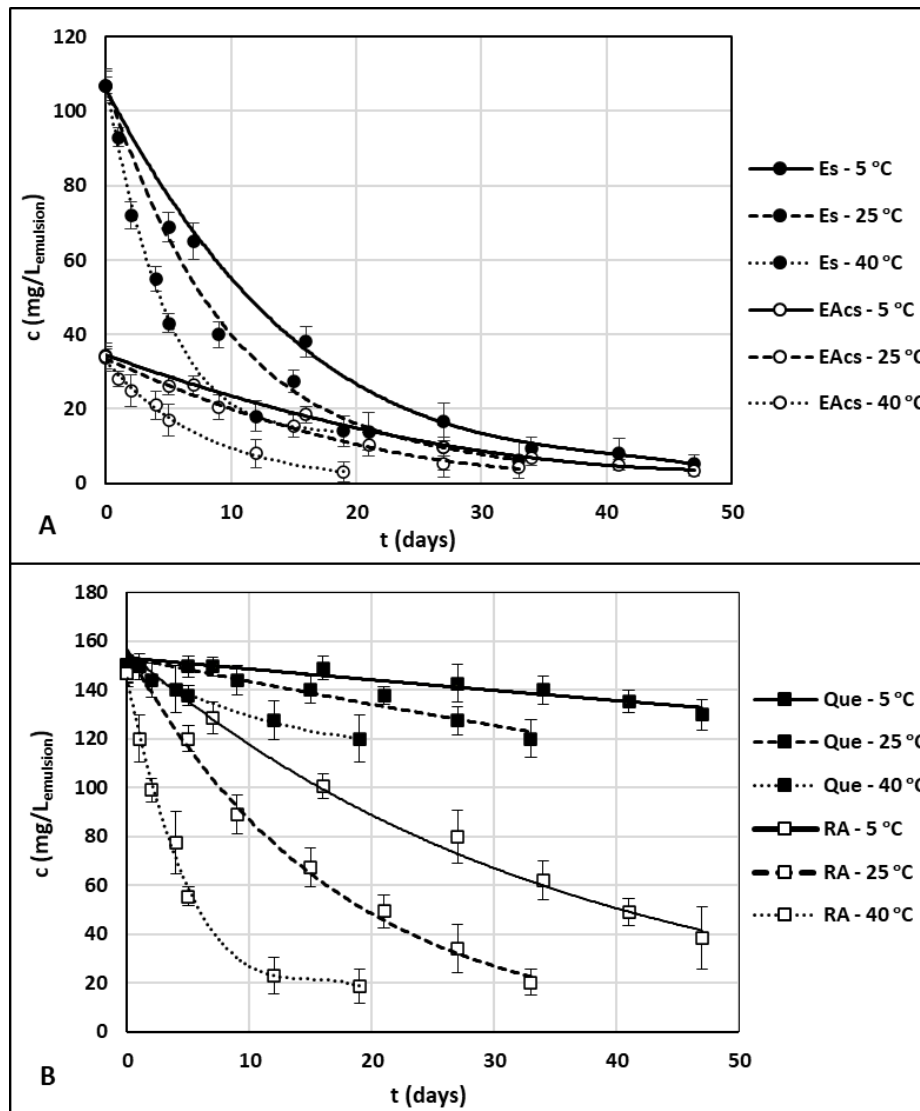 120
100
80
60
40
20
0
c (mg/Lemulsion)
0 10 20 30 40 50
t (days)
A
Es - 5 °C
Es - 25 °C
Es - 40 °C
EAcs - 5 °C
EAcs - 25 °C
EAcs - 40 °C
180
160
140
120
100
80
60
40
20
0
c (mg/Lemulsion)
0 10 20 30 40 50
t (days)
B
Que - 5 °C
Que - 25 °C
Que - 40 °C
RA - 5 °C
RA - 25 °C
RA - 40 °C